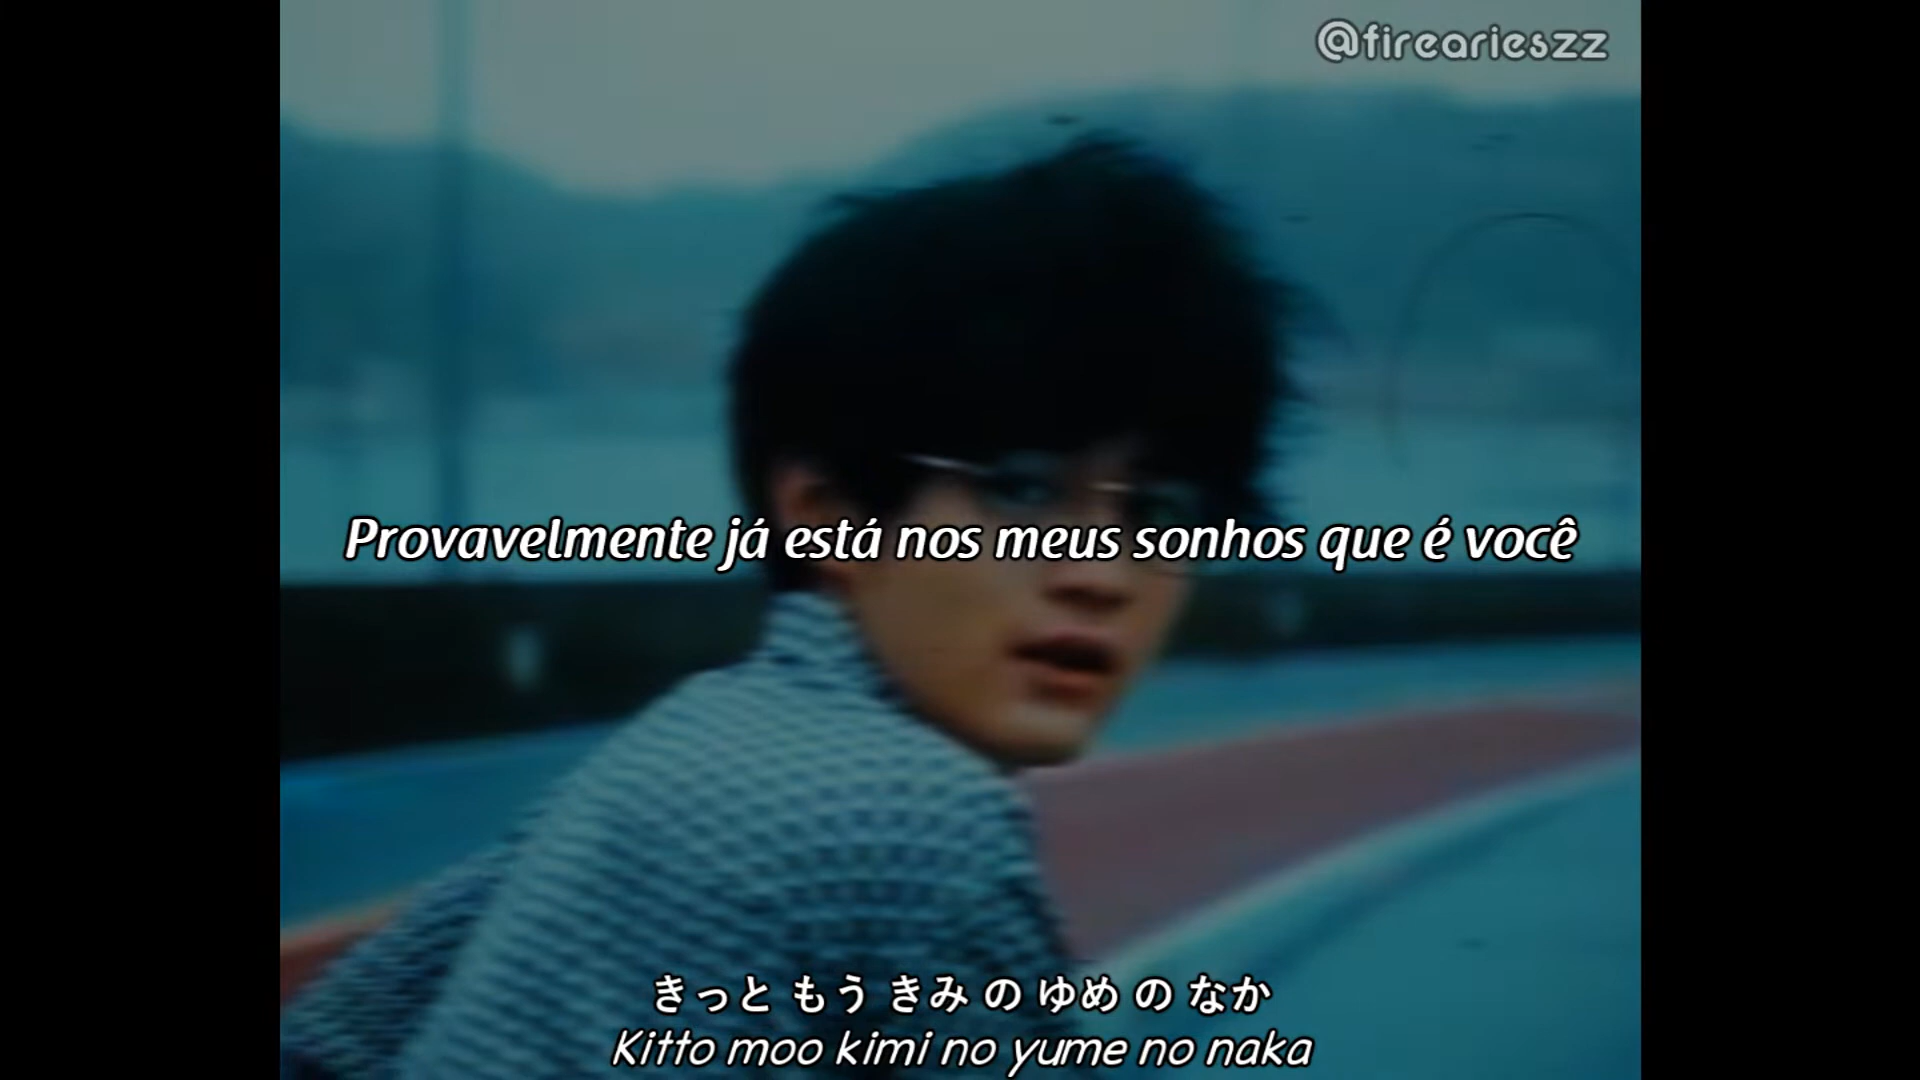 @firearieszz
Provavelmente já está nos meus sonhos que é você
きっと もう きみ の ゆめ の なか
Kitto moo kimi no yume no naka